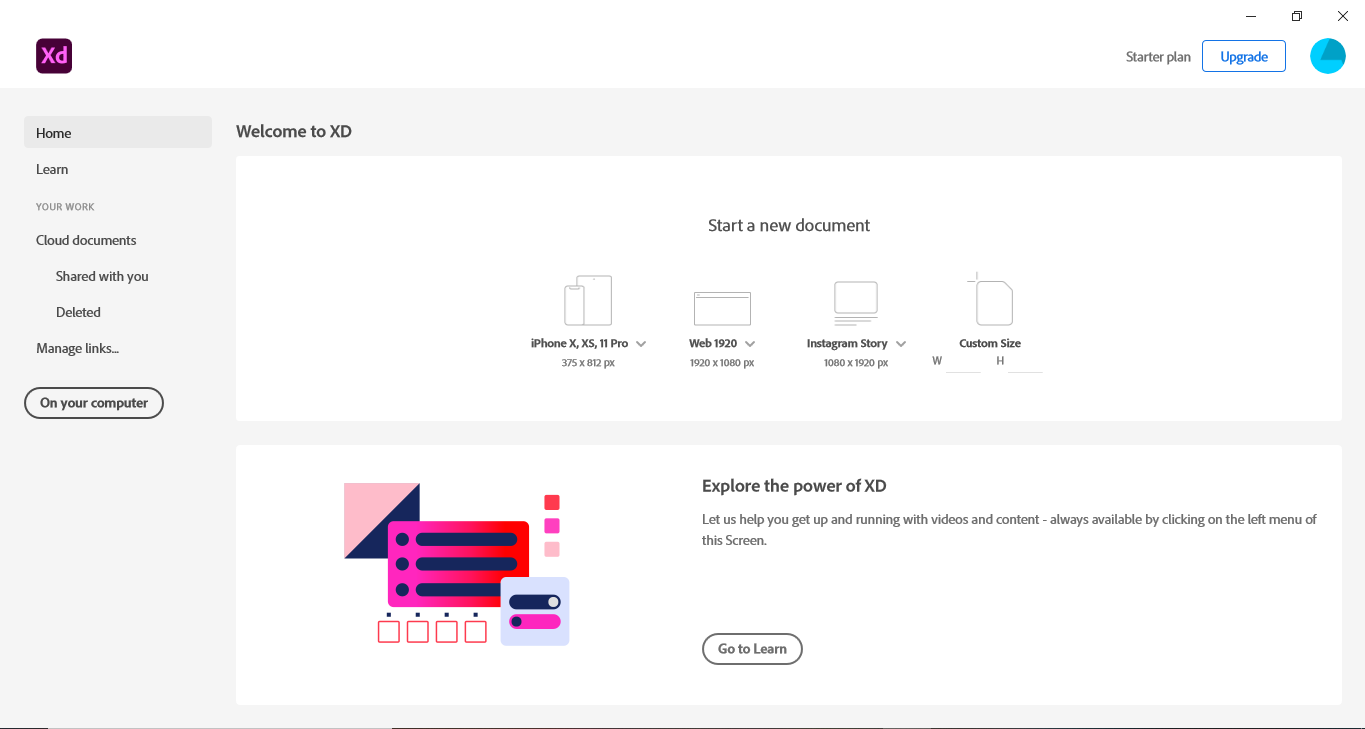 Xd
Starter plan
Upgrade
Home
Learn
YOUR WORK
Cloud documents
Shared with you
Deleted
Manage links...
On your computer
Welcome to XD
Start a new document
iPhone X, XS, 11 Pro
375 x 812 px
Web 1920
1920 x 1080 px
Instagram Story
1080 x 1920 px
Custom Size
W
H
Explore the power of XD
Let us help you get up and running with videos and content - always available by clicking on the left menu of
this Screen.
Go to Learn